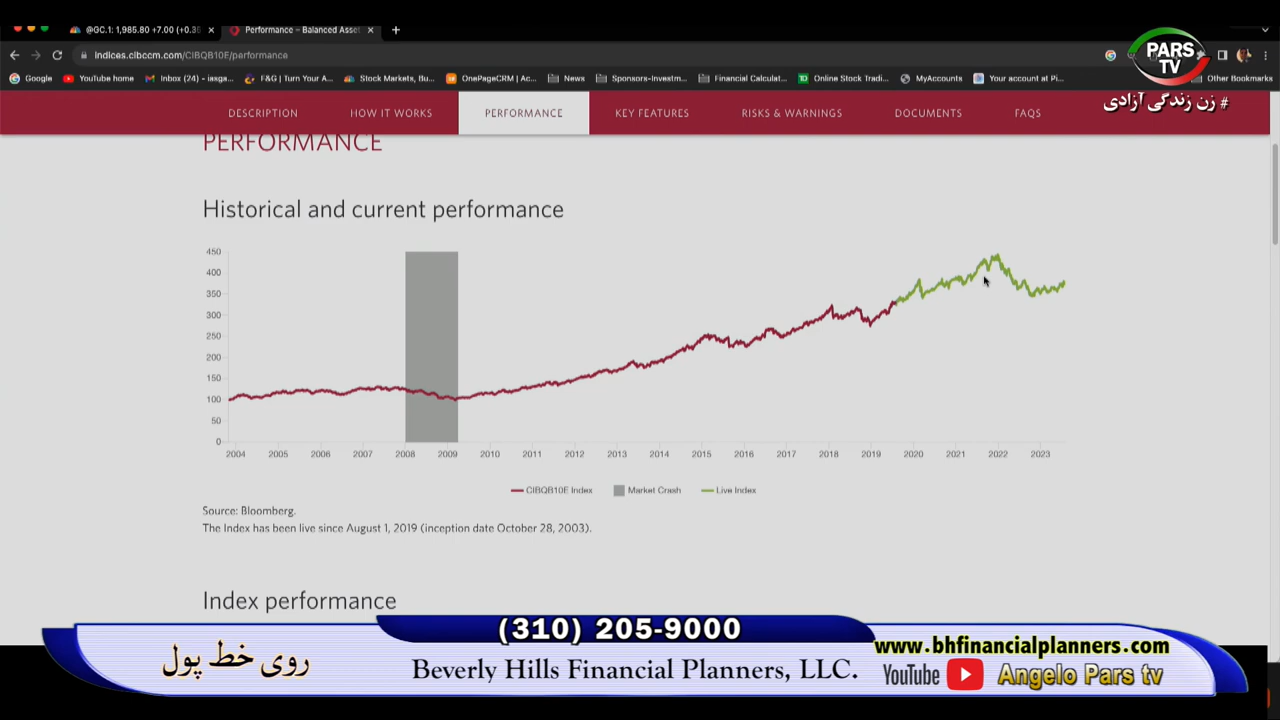 @GC.1: 1,985.80 +7.00 (+0.3
Performance – Balanced Asset
indices.cibccm.com/CIBQB10E/performance
Google
YouTube home
Inbox (24) - iasga...
F&G | Turn Your A...
Stock Markets, Bu...
OnePageCRM | Ac...
News
Sponsors-Investm...
Financial Calculat...
Online Stock Tradi...
MyAccounts
Your account at Pi...
Other Bookmarks
PARS
TV
# زن زندگی آزادی
DESCRIPTION
HOW IT WORKS
PERFORMANCE
KEY FEATURES
RISKS & WARNINGS
DOCUMENTS
FAQS
PERFORMANCE
Historical and current performance
450
400
350
300
250
200
150
100
50
0
2004 2005 2006 2007 2008 2009 2010 2011 2012 2013 2014 2015 2016 2017 2018 2019 2020 2021 2022 2023
CIBQB10E Index
Market Crash
Live Index
Source: Bloomberg.
The Index has been live since August 1, 2019 (inception date October 28, 2003).
Index performance
(310) 205-9000
روی خط پول
Beverly Hills Financial Planners, LLC.
www.bhfinancialplanners.com
YouTube
Angelo Pars tv